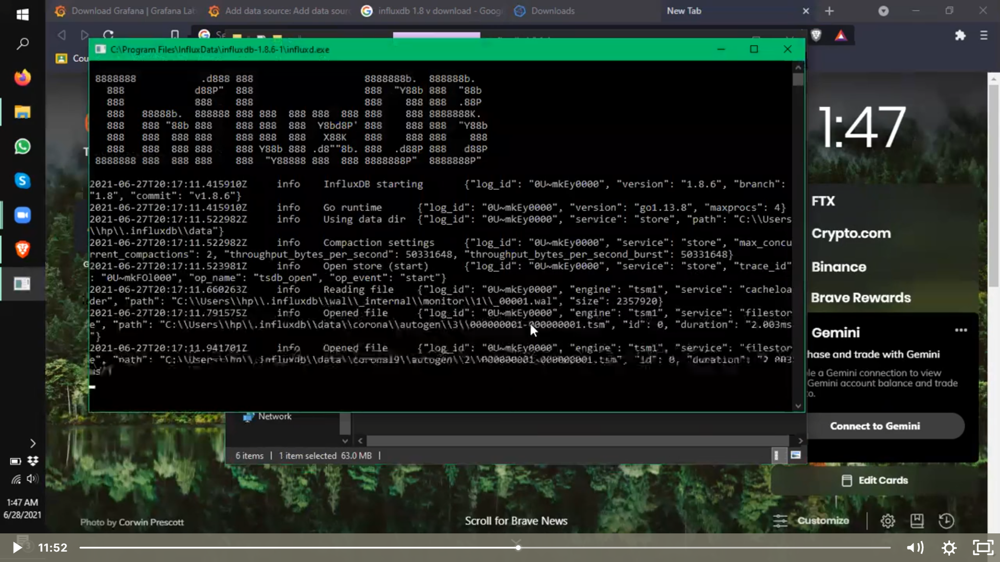 Download Grafana | Grafana Lab
Add data source: Add data sour
influxdb 1.8 v download - Goog
Downloads
New Tab
Se
Cou
C:\Program Files\InfluxData\influxdb-1.8.6-1\influxd.exe
8888888           .d888 888                   8888888b.  888888b.
  888            d88P"  888                   888  "Y88b 888  "88b
  888            888    888                   888    888 888  .88P
  888   88888b.  888888 888 888  888 888  888 888    888 8888888K.
  888   888 "88b 888    888 888  888  Y8bd8P' 888    888 888  "Y88b
  888   888  888 888    888 888  888   X88K   888    888 888    888
  888   888  888 888    888 Y88b 888 .d8""8b. 888  .d88P 888   d88P
8888888 888  888 888    888  "Y88888 888  888 8888888P"  8888888P"
2021-06-27T20:17:11.415910Z     info    InfluxDB starting       {"log_id": "0U~mkEy0000", "version": "1.8.6", "branch":
"1.8", "commit": "v1.8.6"}
2021-06-27T20:17:11.415910Z     info    Go runtime      {"log_id": "0U~mkEy0000", "version": "go1.13.8", "maxprocs": 4}
2021-06-27T20:17:11.522982Z     info    Using data dir  {"log_id": "0U~mkEy0000", "service": "store", "path": "C:\\Users
\\hp\\.influxdb\\data"}
2021-06-27T20:17:11.522982Z     info    Compaction settings     {"log_id": "0U~mkEy0000", "service": "store", "max_concu
rrent_compactions": 2, "throughput_bytes_per_second": 50331648, "throughput_bytes_per_second_burst": 50331648}
2021-06-27T20:17:11.523981Z     info    Open store (start)      {"log_id": "0U~mkEy0000", "service": "store", "trace_id"
: "0U~mkFOl000", "op_name": "tsdb_open", "op_event": "start"}
2021-06-27T20:17:11.660263Z     info    Reading file    {"log_id": "0U~mkEy0000", "engine": "tsm1", "service": "cacheloa
der", "path": "C:\\Users\\hp\\.influxdb\\wal\\_internal\\monitor\\1\\_00001.wal", "size": 2357920}
2021-06-27T20:17:11.791575Z     info    Opened file     {"log_id": "0U~mkEy0000", "engine": "tsm1", "service": "filestor
e", "path": "C:\\Users\\hp\\.influxdb\\data\\corona\\autogen\\3\\000000001-000000001.tsm", "id": 0, "duration": "2.003ms
"}
2021-06-27T20:17:11.941701Z     info    Opened file     {"log_id": "0U~mkEy0000", "engine": "tsm1", "service": "filestor
e", "path": "C:\\Users\\hp\\.influxdb\\data\\corona19\\autogen\\2\\000000001-000000001.tsm", "id": 0, "duration": "2.003
1:47
FTX
Crypto.com
Binance
Brave Rewards
Gemini
hase and trade with Gemini
le a Gemini connection to view
Gemini account balance and trade
o.
Connect to Gemini
Network
6 items | 1 item selected 63.0 MB |
Edit Cards
1:47 AM
6/28/2021
Photo by Corwin Prescott
Scroll for Brave News
Customize
11:52